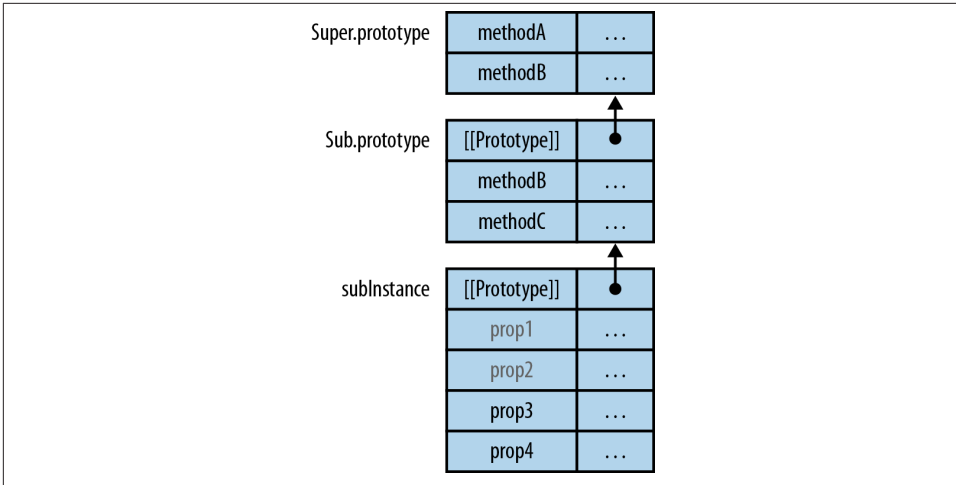 Super.prototype methodA ...
methodB ...
Sub.prototype [[Prototype]]
methodB ...
methodC ...
subInstance [[Prototype]]
prop1 ...
prop2 ...
prop3 ...
prop4 ...